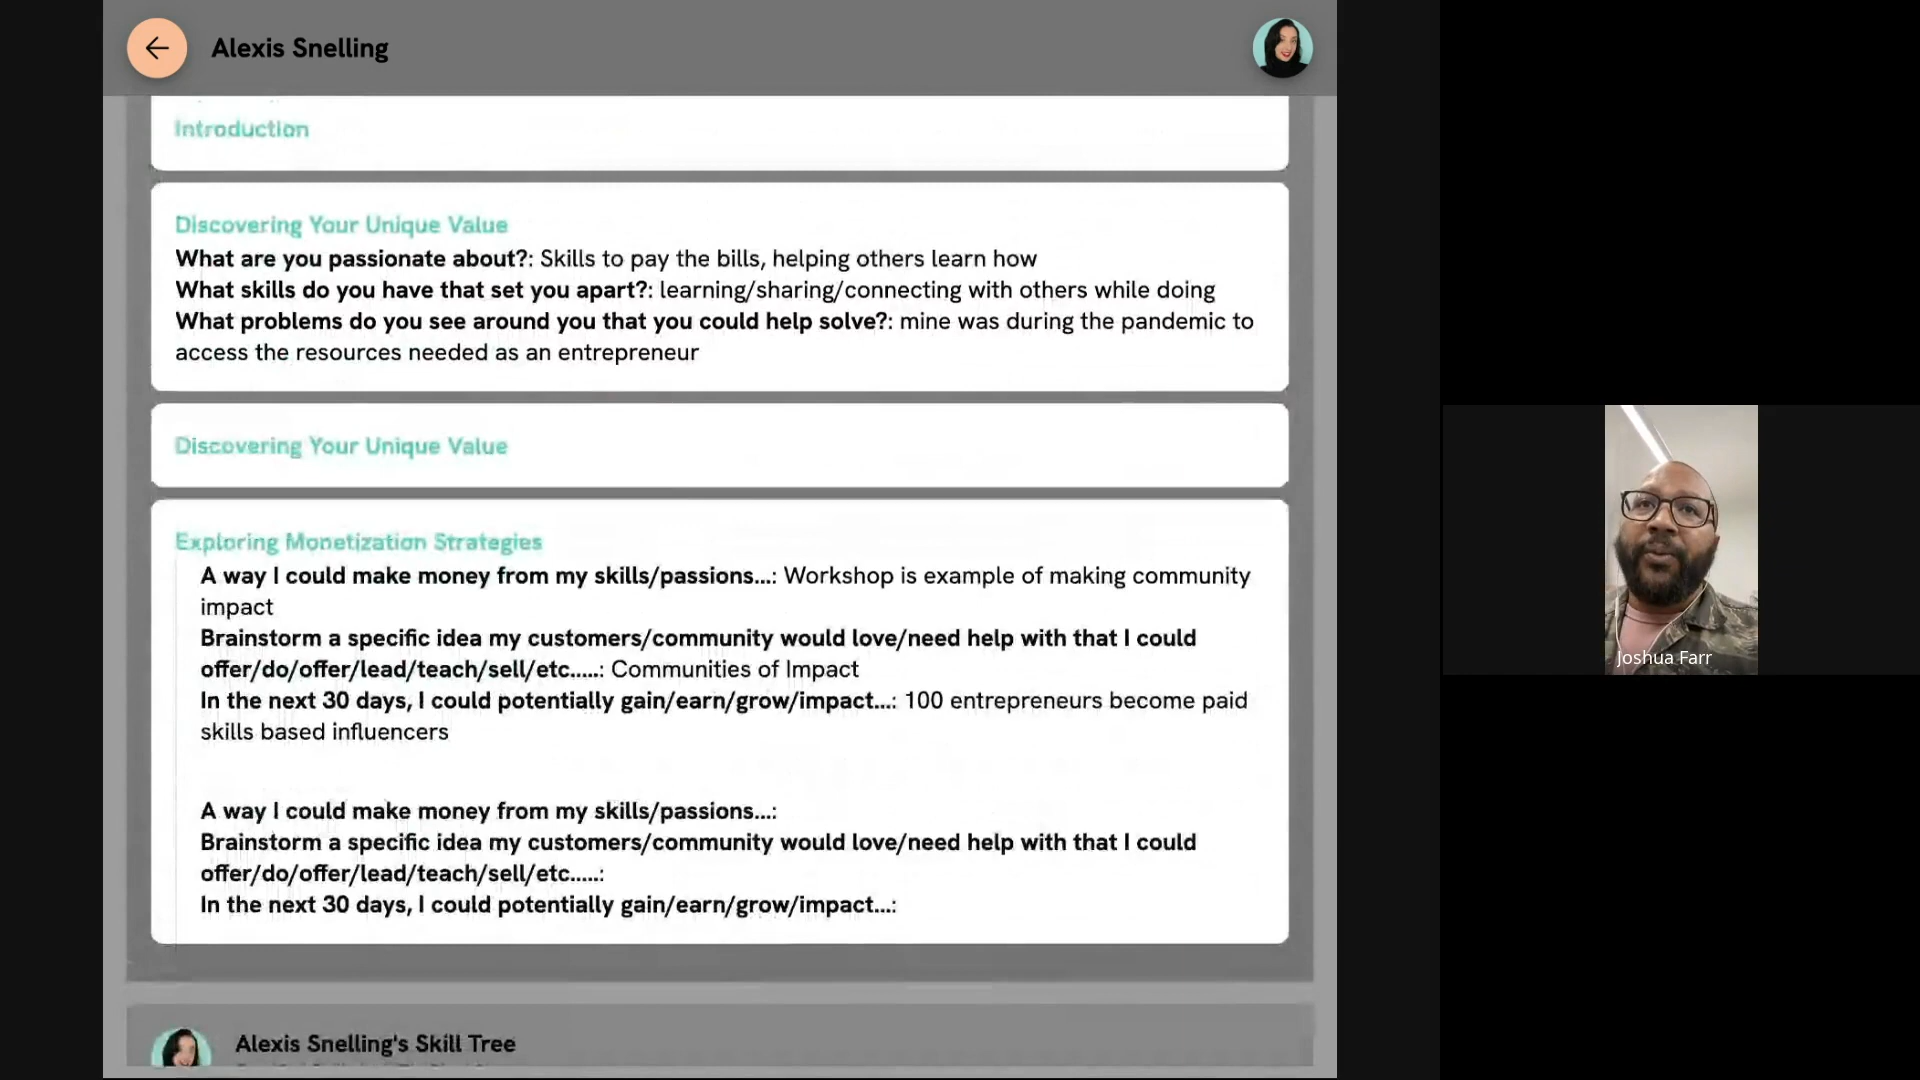 Alexis Snelling
Introduction
Discovering Your Unique Value
What are you passionate about?: Skills to pay the bills, helping others learn how
What skills do you have that set you apart?: learning/sharing/connecting with others while doing
What problems do you see around you that you could help solve?: mine was during the pandemic to
access the resources needed as an entrepreneur
Discovering Your Unique Value
Exploring Monetization Strategies
A way I could make money from my skills/passions...: Workshop is example of making community
impact
Brainstorm a specific idea my customers/community would love/need help with that I could
offer/do/offer/lead/teach/sell/etc.....: Communities of Impact
In the next 30 days, I could potentially gain/earn/grow/impact...: 100 entrepreneurs become paid
skills based influencers
A way I could make money from my skills/passions...:
Brainstorm a specific idea my customers/community would love/need help with that I could
offer/do/offer/lead/teach/sell/etc.....:
In the next 30 days, I could potentially gain/earn/grow/impact...:
Alexis Snelling's Skill Tree
Joshua Farr